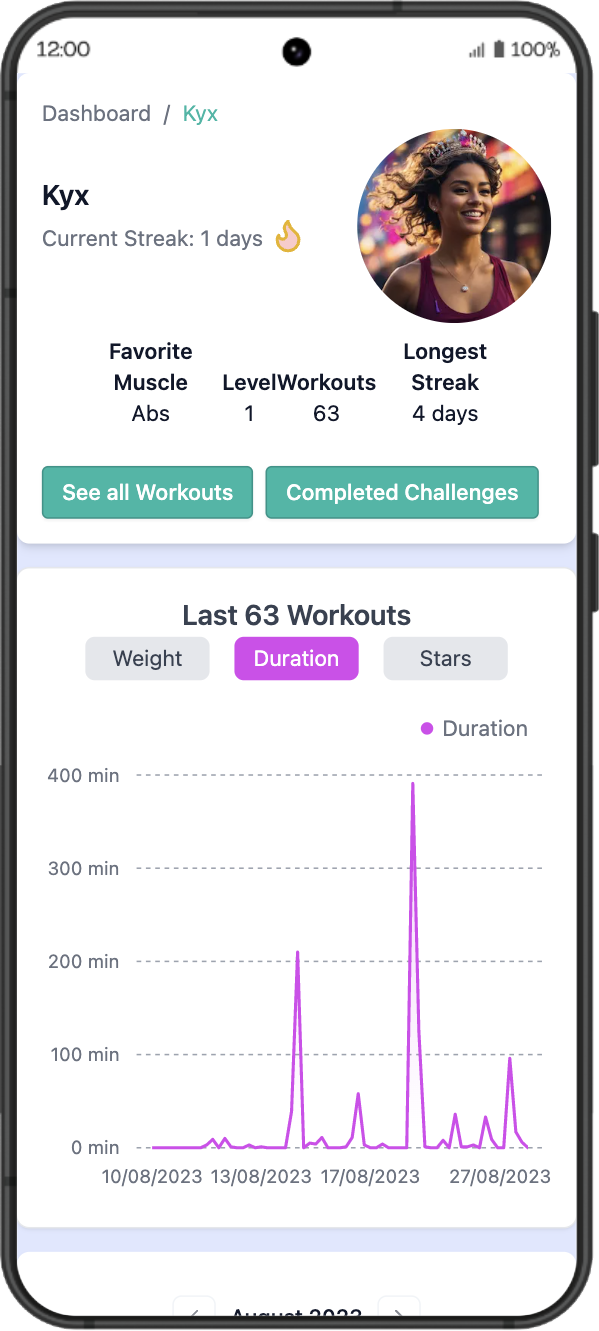 12:00 100%
Dashboard / Kyx
Kyx
Current Streak: 1 days
Favorite Muscle
Abs
Level
1
Workouts
63
Longest Streak
4 days
See all Workouts
Completed Challenges
Last 63 Workouts
Weight Duration Stars
Duration
400 min
300 min
200 min
100 min
0 min
10/08/2023 13/08/2023 17/08/2023 27/08/2023
August 2023